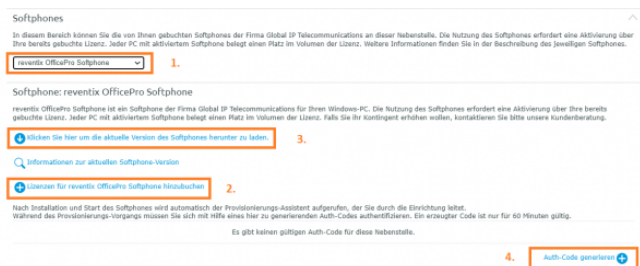 Softphones
In diesem Bereich können Sie die von Ihnen gebuchten Softphones der Firma Global IP Telecommunications an dieser Nebenstelle. Die Nutzung des Softphones erfordert eine Aktivierung über
Ihre bereits gebuchte Lizenz. Jeder PC mit aktiviertem Softphone belegt einen Platz im Volumen der Lizenz. Weitere Informationen finden Sie in der Beschreibung des jeweiligen Softphones.
reventix OfficePro Softphone 1.
Softphone: reventix OfficePro Softphone
reventix OfficePro Softphone ist ein Softphone der Firma Global IP Telecommunications für Ihren Windows-PC. Die Nutzung des Softphones erfordert eine Aktivierung über Ihre bereits
gebuchte Lizenz. Jeder PC mit aktiviertem Softphone belegt einen Platz im Volumen der Lizenz. Falls Sie ihr Kontingent erhöhen wollen, kontaktieren Sie bitte unsere Kundenberatung.
Klicken Sie hier um die aktuelle Version des Softphones herunter zu laden. 3.
Informationen zur aktuellen Softphone-Version
Lizenzen für reventix OfficePro Softphone hinzubuchen 2.
Nach Installation und Start des Softphones wird automatisch der Provisionierungs-Assistent aufgerufen, der Sie durch die Einrichtung leitet.
Während des Provsionierungs-Vorgangs müssen Sie sich mit Hilfe eines hier zu generierenden Auth-Codes authentifizieren. Ein erzeugter Code ist nur für 60 Minuten gültig.
Es gibt keinen gültigen Auth-Code für diese Nebenstelle.
4. Auth-Code generieren